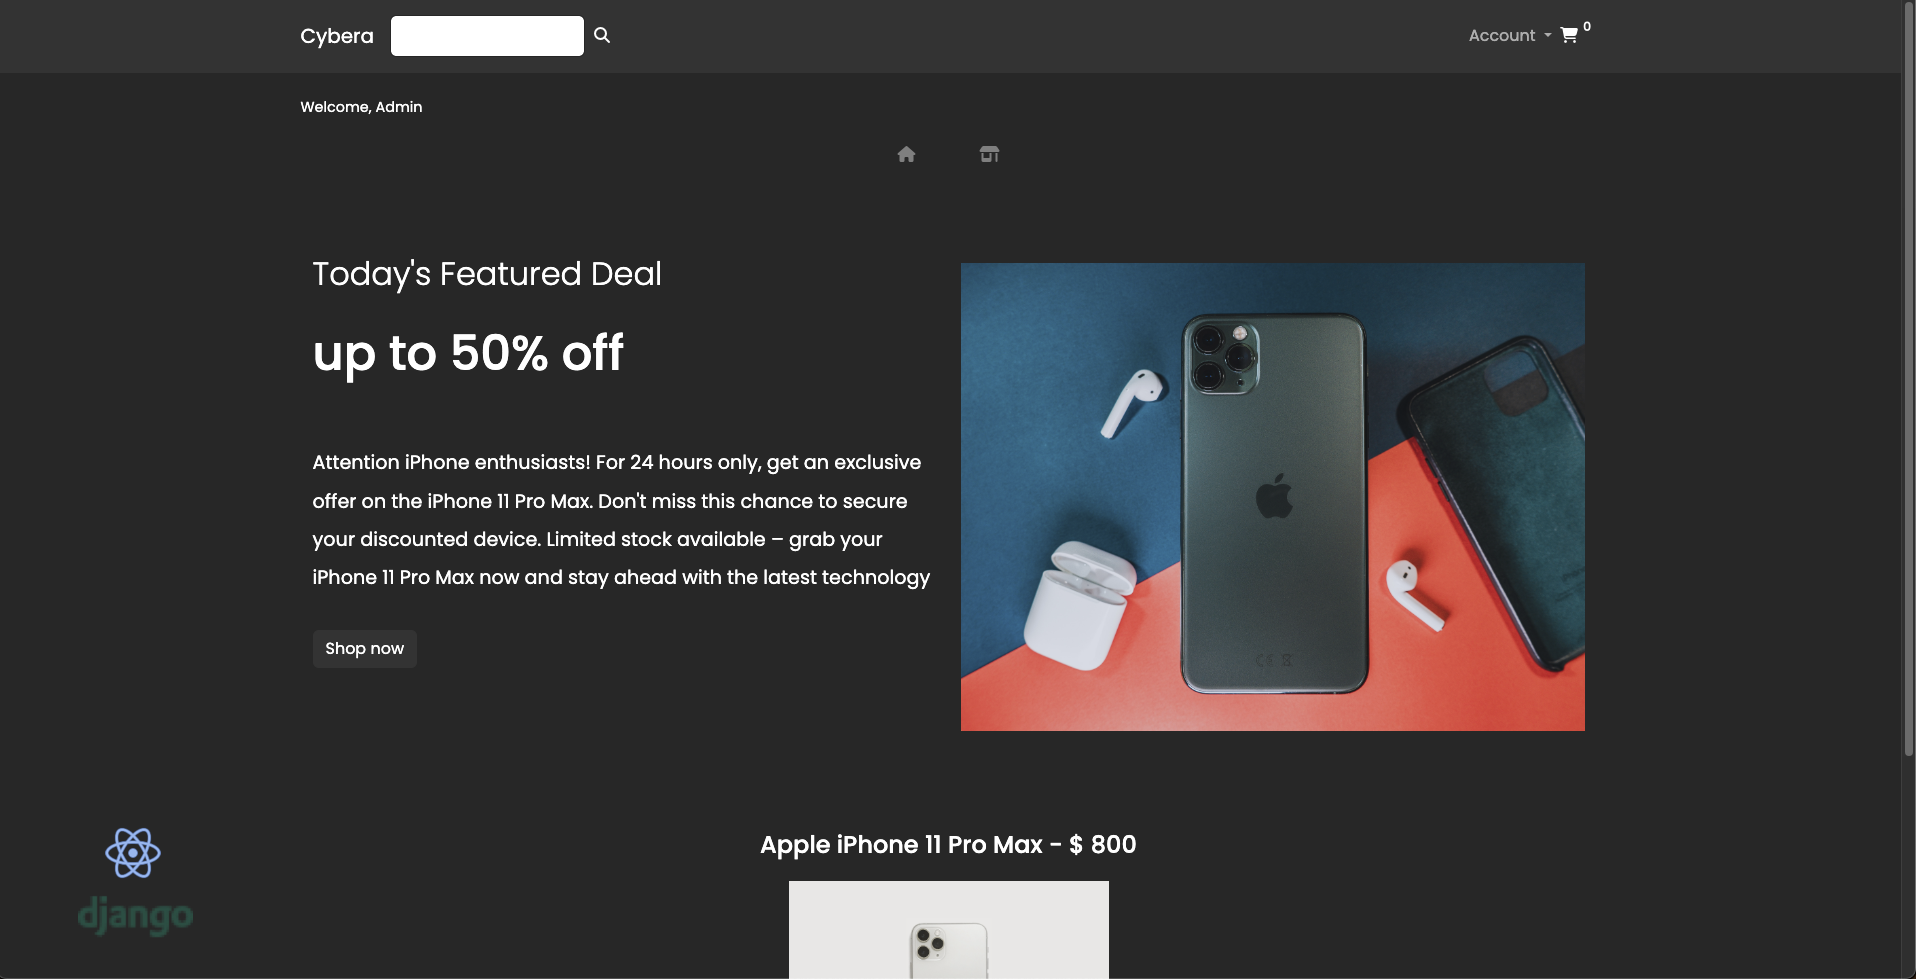 Cybera
Account
0
Welcome, Admin
Today's Featured Deal
up to 50% off
Attention iPhone enthusiasts! For 24 hours only, get an exclusive
offer on the iPhone 11 Pro Max. Don't miss this chance to secure
your discounted device. Limited stock available – grab your
iPhone 11 Pro Max now and stay ahead with the latest technology
Shop now
Apple iPhone 11 Pro Max - $ 800
django